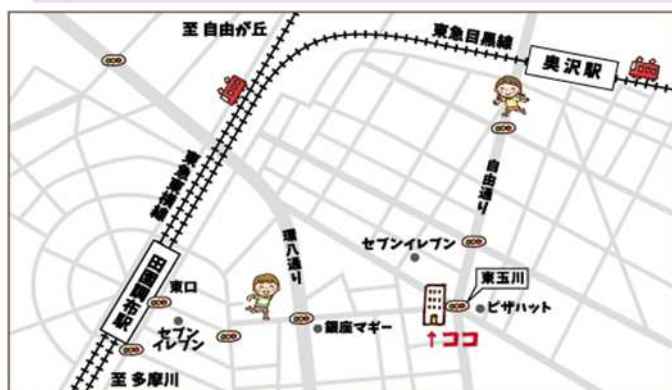 至 自由が丘
東急目黒線
奥沢駅
東急東横線
自由通り
環八通り
セブンイレブン
田園調布駅
東口
東玉川
ピザハット
セブン
イレブン
銀座マギー
↑ココ
至 多摩川